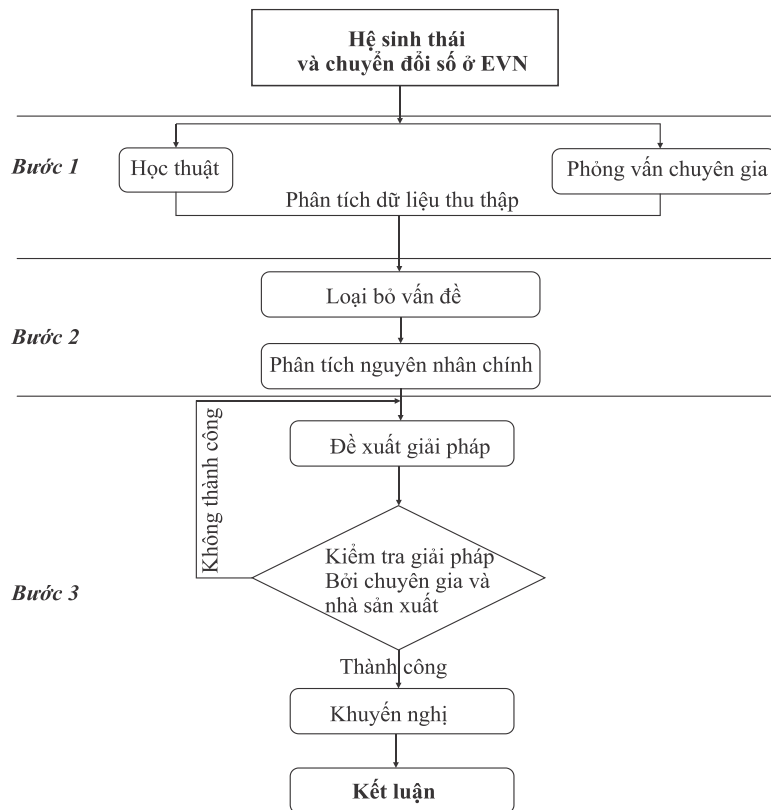 Hệ sinh thái
và chuyển đổi số ở EVN
Bước 1
Học thuật
Phỏng vấn chuyên gia
Phân tích dữ liệu thu thập
Loại bỏ vấn đề
Bước 2
Phân tích nguyên nhân chính
Không thành công
Đề xuất giải pháp
Kiểm tra giải pháp
Bởi chuyên gia và
nhà sản xuất
Bước 3
Thành công
Khuyến nghị
Kết luận